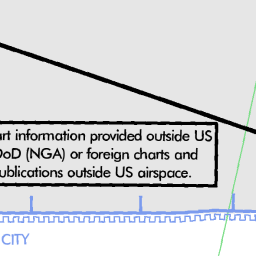 art information provided outside US
DoD (NGA) or foreign charts and
ublications outside US airspace.
CITY